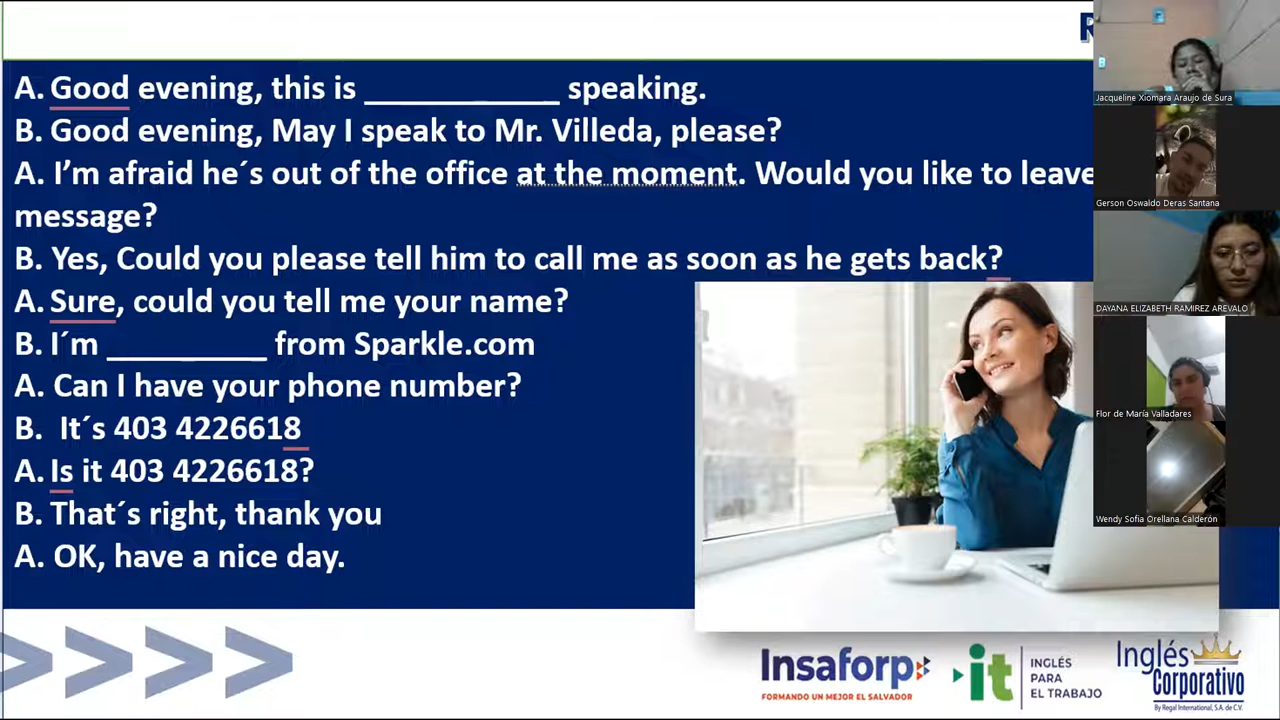 A. Good evening, this is ____________ speaking.
B. Good evening, May I speak to Mr. Villeda, please?
A. I’m afraid he´s out of the office at the moment. Would you like to leave
message?
B. Yes, Could you please tell him to call me as soon as he gets back?
A. Sure, could you tell me your name?
B. I´m __________ from Sparkle.com
A. Can I have your phone number?
B. It´s 403 4226618
A. Is it 403 4226618?
B. That´s right, thank you
A. OK, have a nice day.
Jacqueline Xiomara Araujo de Sura
Gerson Oswaldo Deras Santana
DAYANA ELIZABETH RAMIREZ AREVALO
Flor de María Valladares
Wendy Sofia Orellana Calderón
Insaforp
FORMANDO UN MEJOR EL SALVADOR
it
INGLÉS
PARA
EL TRABAJO
Inglés
Corporativo
By Regal International, S.A. de C.V.